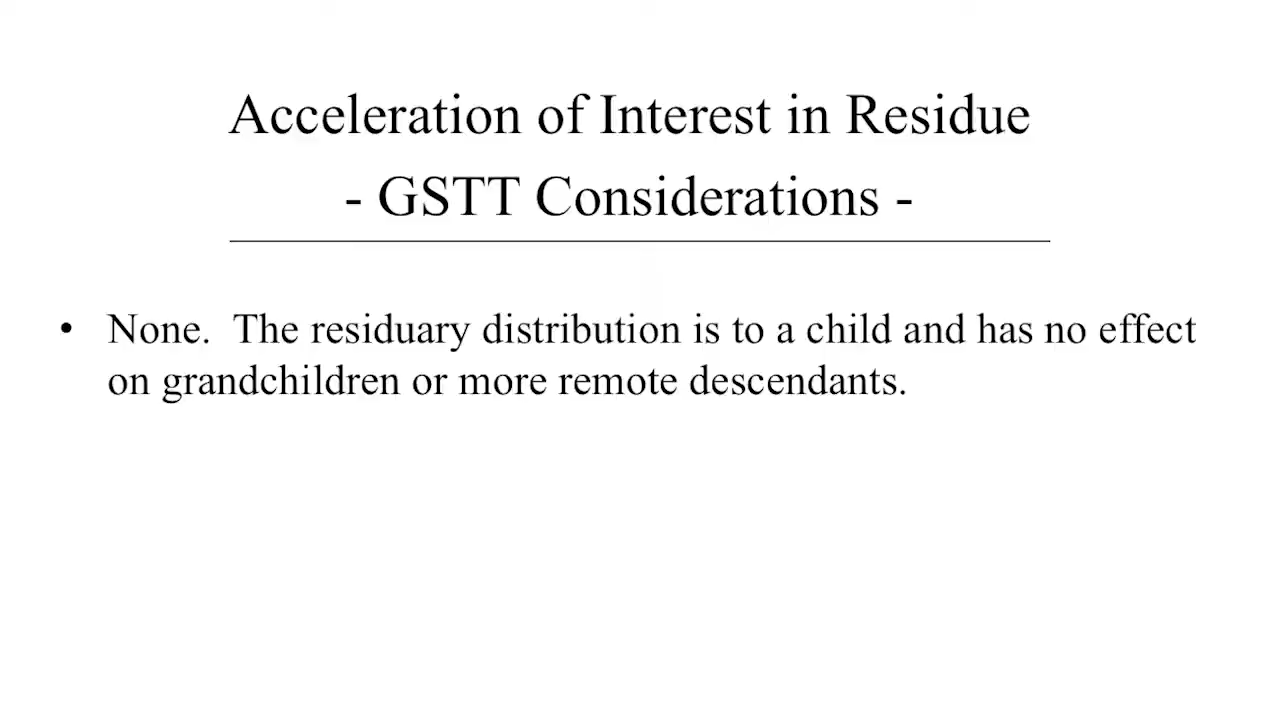 Acceleration of Interest in Residue
- GSTT Considerations -
• None. The residuary distribution is to a child and has no effect
on grandchildren or more remote descendants.